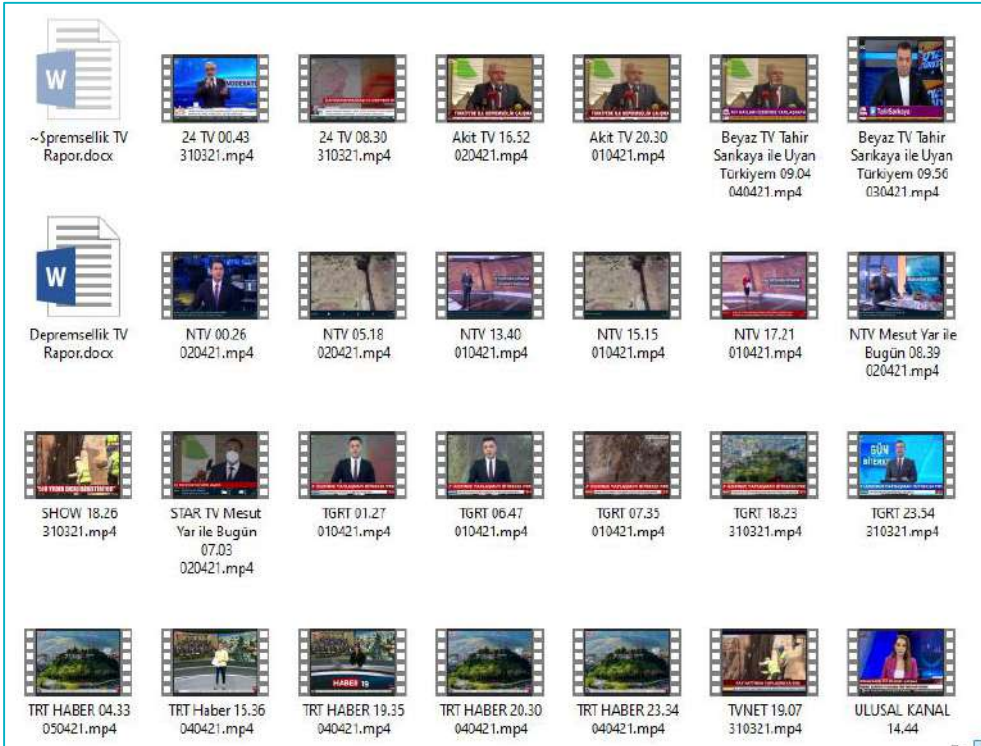 ~$premsellik TV
Rapor.docx
24 TV 00.43
310321.mp4
24 TV 08.30
310321.mp4
Akit TV 16.52
020421.mp4
Akit TV 20.30
010421.mp4
Beyaz TV Tahir
Sarıkaya ile Uyan
Türkiyem 09.04
040421.mp4
Beyaz TV Tahir
Sarıkaya ile Uyan
Türkiyem 09.56
030421.mp4
Depremsellik TV
Rapor.docx
NTV 00.26
020421.mp4
NTV 05.18
020421.mp4
NTV 13.40
010421.mp4
NTV 15.15
010421.mp4
NTV 17.21
010421.mp4
NTV Mesut Yar ile
Bugün 08.39
020421.mp4
SHOW 18.26
310321.mp4
STAR TV Mesut
Yar ile Bugün
07.03
020421.mp4
TGRT 01.27
010421.mp4
TGRT 06.47
010421.mp4
TGRT 07.35
010421.mp4
TGRT 18.23
310321.mp4
TGRT 23.54
310321.mp4
TRT HABER 04.33
050421.mp4
TRT Haber 15.36
040421.mp4
HABER 19
TRT HABER 19.35
040421.mp4
TRT HABER 20.30
040421.mp4
TRT HABER 23.34
040421.mp4
TVNET 19.07
310321.mp4
ULUSAL KANAL
14.44